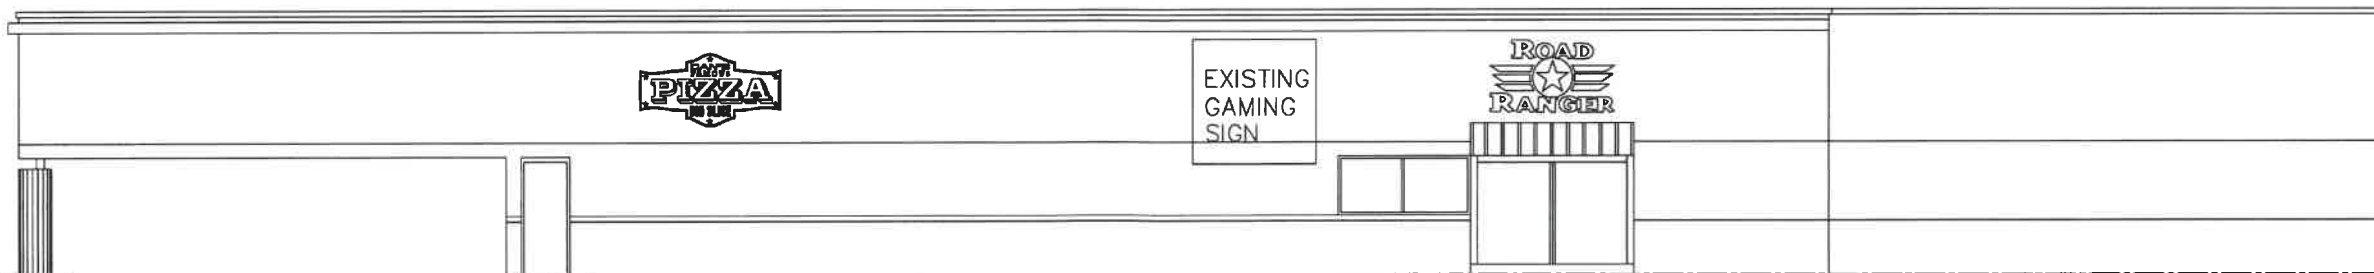 PIZZA
EXISTING
GAMING
SIGN
ROAD
RANGER